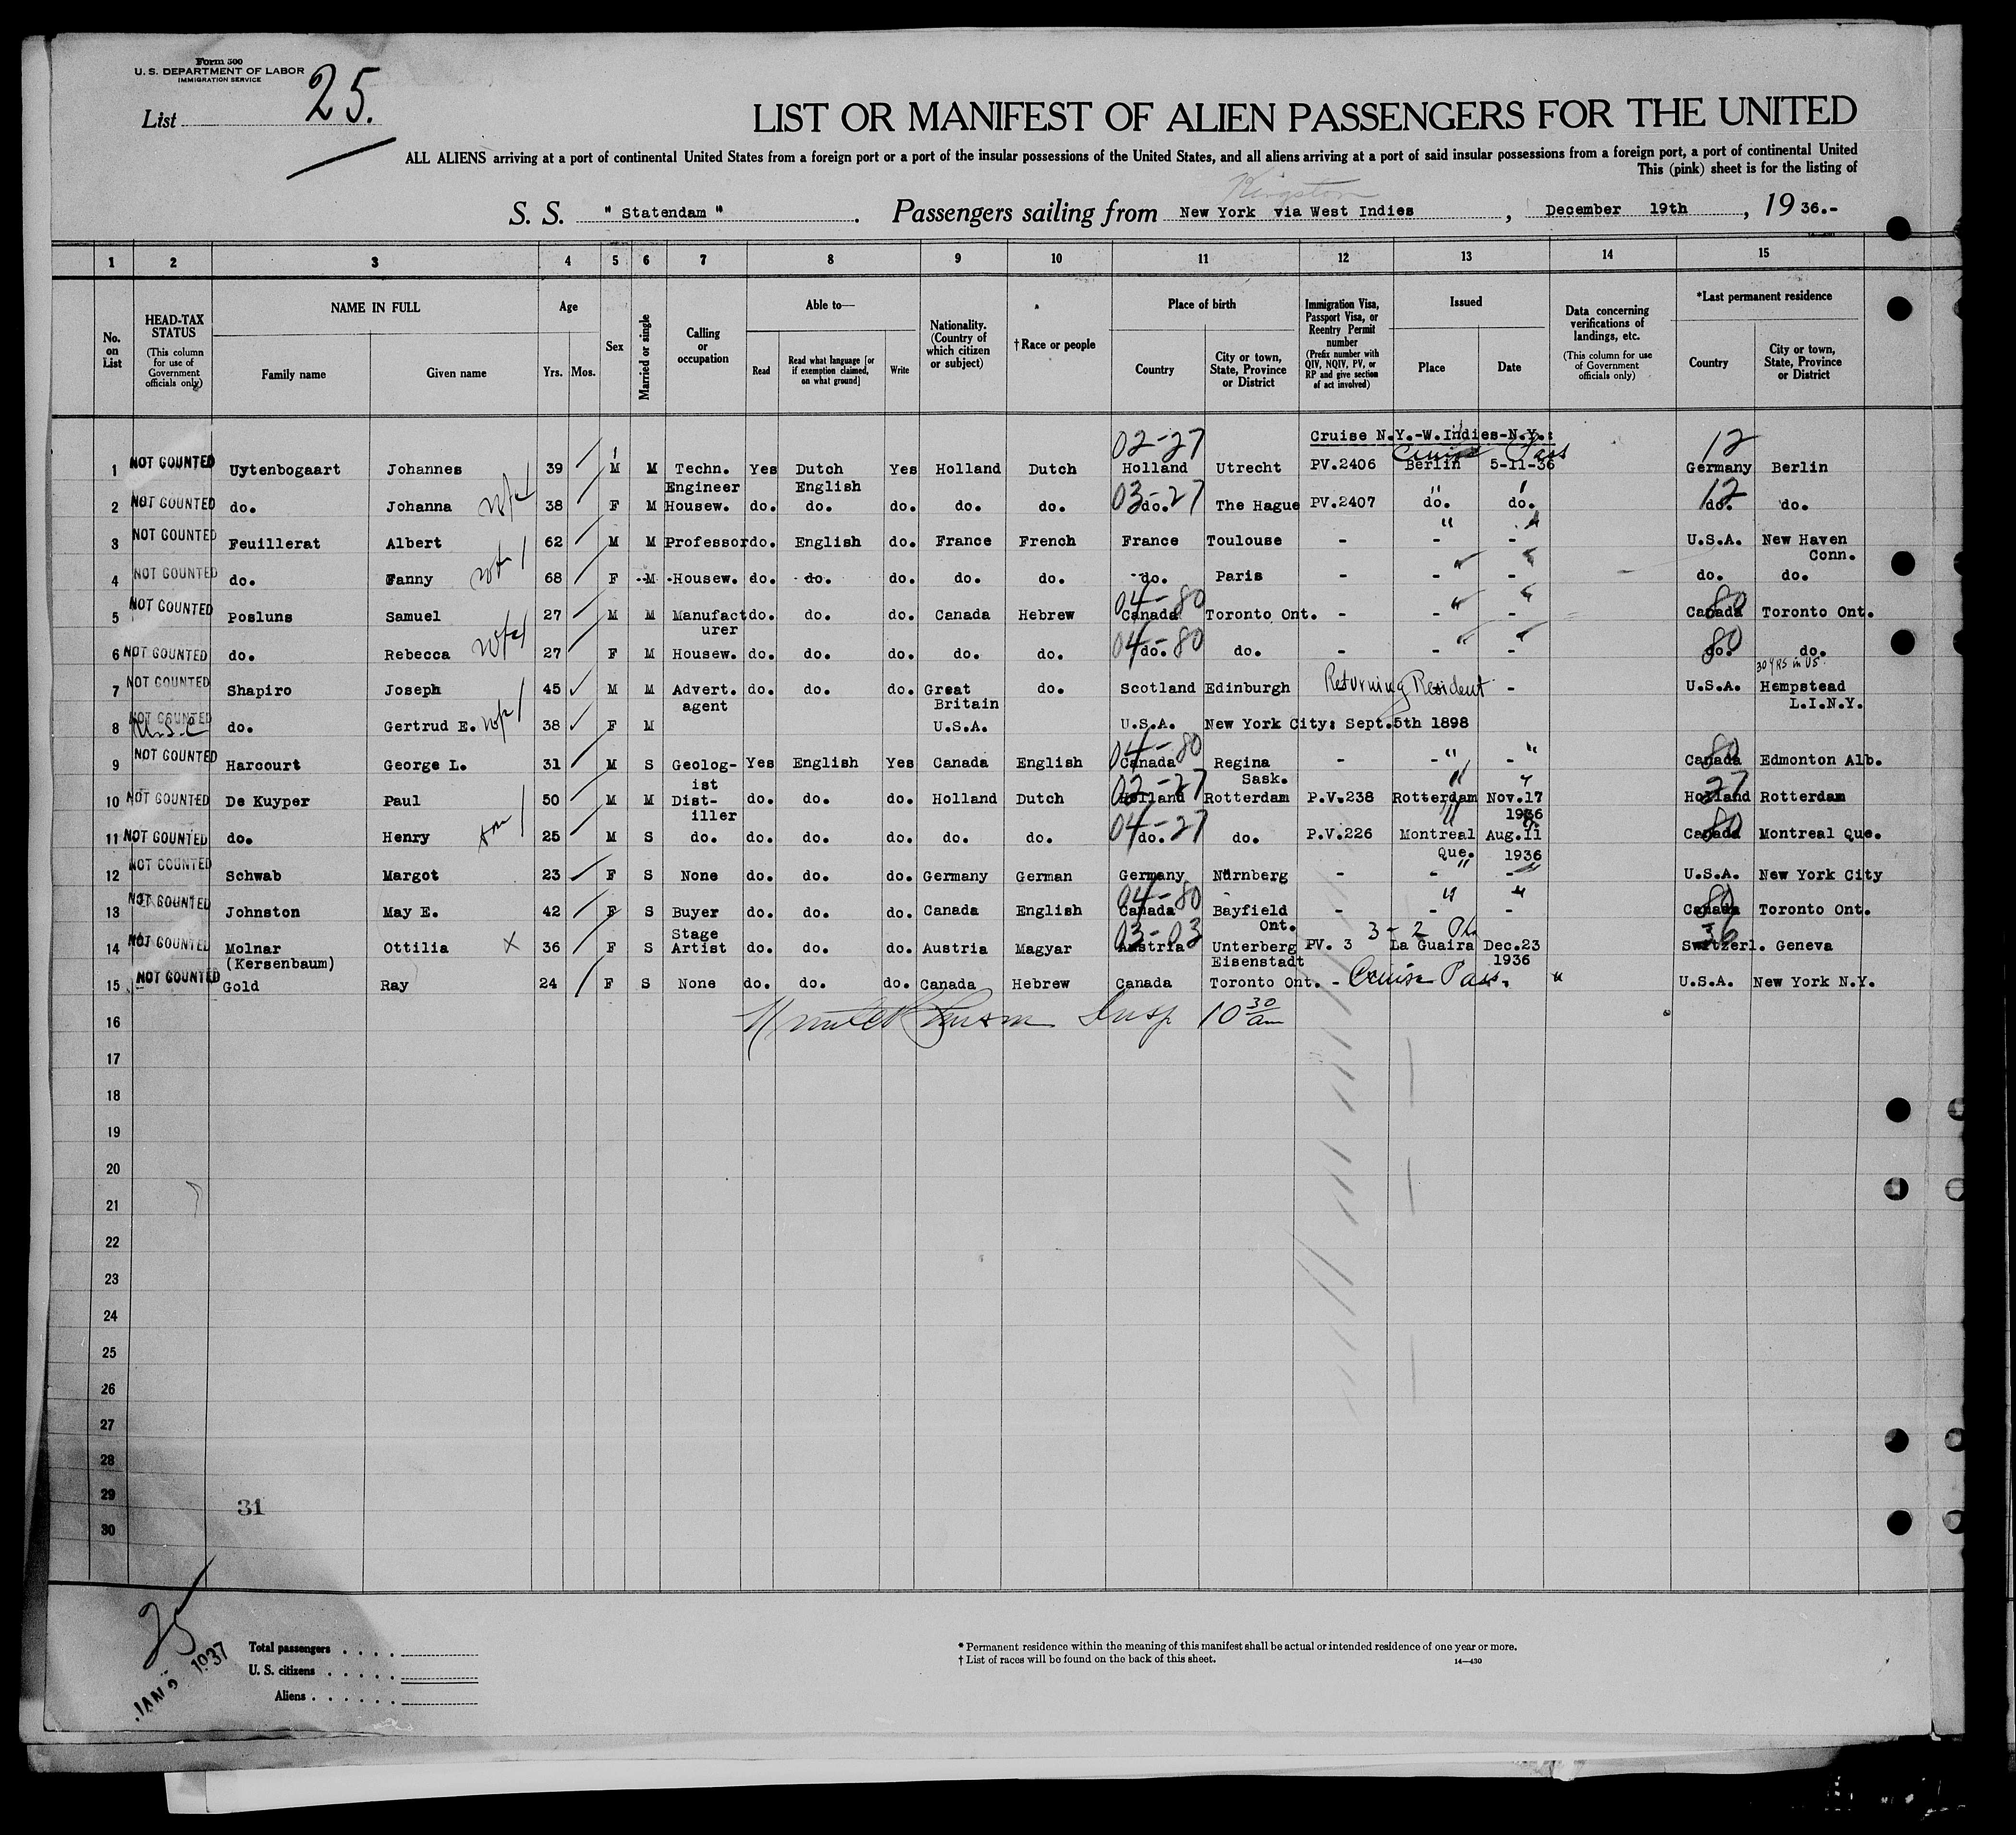 Form 500
U. S. DEPARTMENT OF LABOR
IMMIGRATION SERVICE
List 25.
LIST OR MANIFEST OF ALIEN PASSENGERS FOR THE UNITED
ALL ALIENS arriving at a port of continental United States from a foreign port or a port of the insular possessions of the United States, and all aliens arriving at a port of said insular possessions from a foreign port, a port of continental United
This (pink) sheet is for the listing of
Kingston
S. S. " Statendam " . Passengers sailing from New York via West Indies , December 19th , 19 36.-
1 2 3 4 5 6 7 8 9 10 11 12 13 14 15
No. on List
HEAD-TAX STATUS (This column for use of Government officials only)
NAME IN FULL
Family name Given name
Age
Yrs. Mos.
Sex
Married or single
Calling or occupation
Able to—
Read
Read what language [or if exemption claimed, on what ground]
Write
Nationality. (Country of which citizen or subject)
† Race or people
Place of birth
Country
City or town, State, Province or District
Immigration Visa, Passport Visa, or Reentry Permit number (Prefix number with QIV, NQIV, PV, or RP and give section of act involved)
Issued
Place Date
Data concerning verifications of landings, etc. (This column for use of Government officials only)
*Last permanent residence
Country
City or town, State, Province or District
02-27 Cruise N.Y.-W.Indies-N.Y.: 12
Cruise Pass
1 NOT COUNTED Uytenbogaart Johannes 39 M M Techn. Yes Dutch Yes Holland Dutch Holland Utrecht PV.2406 Berlin 5-11-36 Germany Berlin
Engineer English
2 NOT COUNTED do. Johanna 38 F M Housew. do. do. do. do. do. 03-27 do. The Hague PV.2407 do. do. 12 do. do.
3 NOT COUNTED Feuillerat Albert 62 M M Professor do. English do. France French France Toulouse - - - U.S.A. New Haven
Conn.
4 NOT COUNTED do. Fanny 68 F M Housew. do. do. do. do. do. do. Paris - - - do. do.
5 NOT COUNTED Posluns Samuel 27 M M Manufact do. do. do. Canada Hebrew 04-80 Canada Toronto Ont. - - - 80 Canada Toronto Ont.
urer
6 NOT COUNTED do. Rebecca 27 F M Housew. do. do. do. do. do. 04-80 do. do. - - - 80 do. do.
30 YRS in US
7 NOT COUNTED Shapiro Joseph 45 M M Advert. do. do. do. Great do. Scotland Edinburgh Returning Resident - U.S.A. Hempstead
agent Britain L.I.N.Y.
8 NOT COUNTED U.S.C do. Gertrud E. 38 F M U.S.A. U.S.A. New York City: Sept.5th 1898
9 NOT COUNTED Harcourt George L. 31 M S Geolog- Yes English Yes Canada English 04-80 Canada Regina - - - 80 Canada Edmonton Alb.
ist Sask.
10 NOT COUNTED De Kuyper Paul 50 M M Dist- do. do. do. Holland Dutch 02-27 Holland Rotterdam P.V.238 Rotterdam Nov.17 27 Holland Rotterdam
iller 1936
11 NOT COUNTED do. Henry 25 M S do. do. do. do. do. do. 04-27 do. do. P.V.226 Montreal Aug.11 80 Canada Montreal Que.
Que. 1936
12 NOT COUNTED Schwab Margot 23 F S None do. do. do. Germany German Germany Nürnberg - - - U.S.A. New York City
13 NOT COUNTED Johnston May E. 42 F S Buyer do. do. do. Canada English 04-80 Canada Bayfield - - - 80 Canada Toronto Ont.
Stage Ont.
14 NOT COUNTED Molnar Ottilia X 36 F S Artist do. do. do. Austria Magyar 03-03 Austria Unterberg PV. 3 La Guaira Dec.23 36 Switzerl. Geneva
(Kersenbaum) Eisenstadt 1936
15 NOT COUNTED Gold Ray 24 F S None do. do. do. Canada Hebrew Canada Toronto Ont. - Cruise Pass. " U.S.A. New York N.Y.
16 Insp 10 30 am
17
18
19
20
21
22
23
24
25
26
27
28
29
31
30
25
JAN 5 1937
Total passengers . . . .
U. S. citizens . . . . .
Aliens . . . . . .
* Permanent residence within the meaning of this manifest shall be actual or intended residence of one year or more.
† List of races will be found on the back of this sheet. 14—430